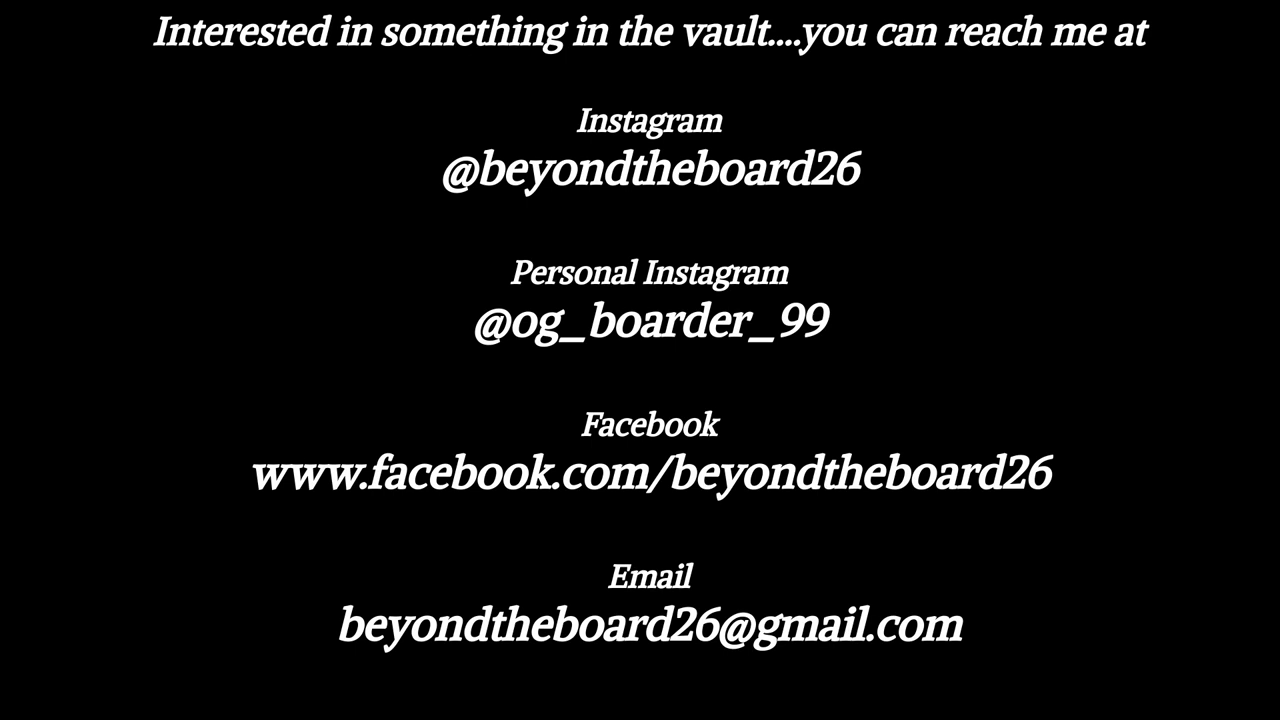 Interested in something in the vault....you can reach me at
Instagram
@beyondtheboard26
Personal Instagram
@og_boarder_99
Facebook
www.facebook.com/beyondtheboard26
Email
beyondtheboard26@gmail.com